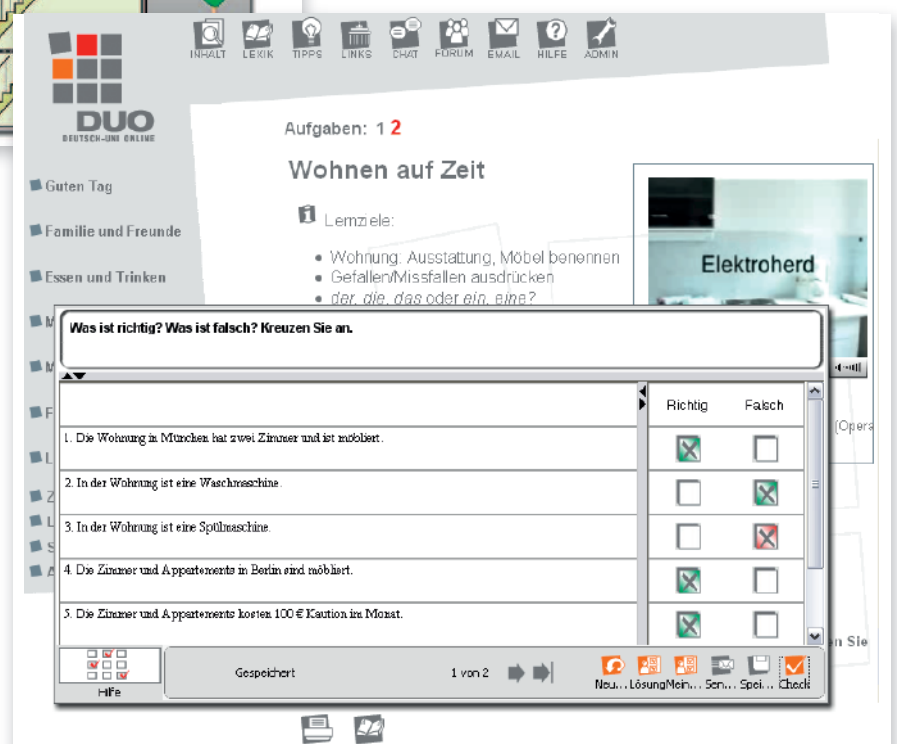 INHALT LEXIK TIPPS LINKS CHAT FORUM EMAIL HILFE ADMIN
DUO
DEUTSCH-UNI ONLINE
Aufgaben: 1 2
Wohnen auf Zeit
Guten Tag
Lernziele:
Familie und Freunde
Wohnung: Ausstattung, Möbel benennen
Gefallen/Missfallen ausdrücken
der, die, das oder ein, eine?
Essen und Trinken
Elektroherd
M
M
F
L
Z
L
S
A
(Opera
en Sie
Was ist richtig? Was ist falsch? Kreuzen Sie an.
Richtig Falsch
1. Die Wohnung in München hat zwei Zimmer und ist möbliert.
2. In der Wohnung ist eine Waschmaschine.
3. In der Wohnung ist eine Spülmaschine.
4. Die Zimmer und Appartements in Berlin sind möbliert.
5. Die Zimmer und Appartements kosten 100 € Kaution im Monat.
Hilfe
Gespeichert
1 von 2
Neu... Lösung Mein... Sen... Spei... Check